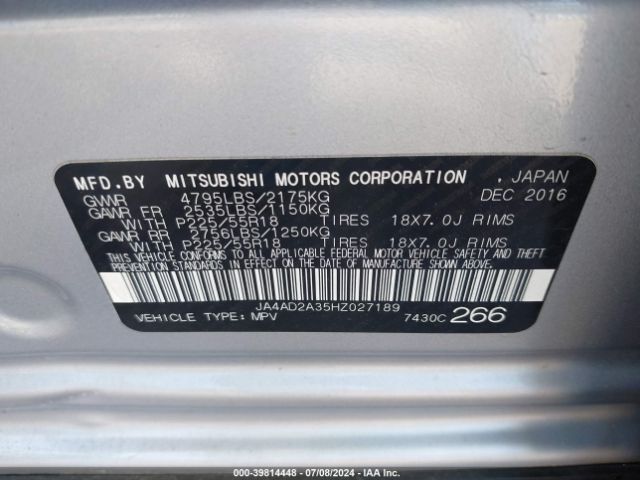 MFD.BY MITSUBISHI MOTORS CORPORATION , JAPAN
GVWR 4795LBS/2175KG DEC 2016
GAWR FR 2535LBS/1150KG
WITH P225/55R18 TIRES 18X7.0J RIMS
GAWR RR 2756LBS/1250KG
WITH P225/55R18 TIRES 18X7.0J RIMS
THIS VEHICLE CONFORMS TO ALL APPLICABLE FEDERAL MOTOR VEHICLE SAFETY AND
THEFT PREVENTION STANDARDS IN EFFECT ON THE DATE OF MANUFACTURE SHOWN ABOVE.
JA4AD2A35HZ027189
VEHICLE TYPE: MPV 7430C 266
000-39814448 - 07/08/2024 - IAA, Inc.